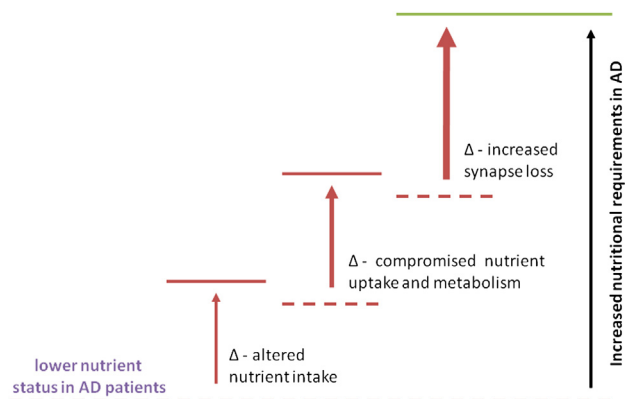 Δ - increased
synapse loss
Δ - compromised nutrient
uptake and metabolism
Δ - altered
nutrient intake
lower nutrient
status in AD patients
Increased nutritional requirements in AD